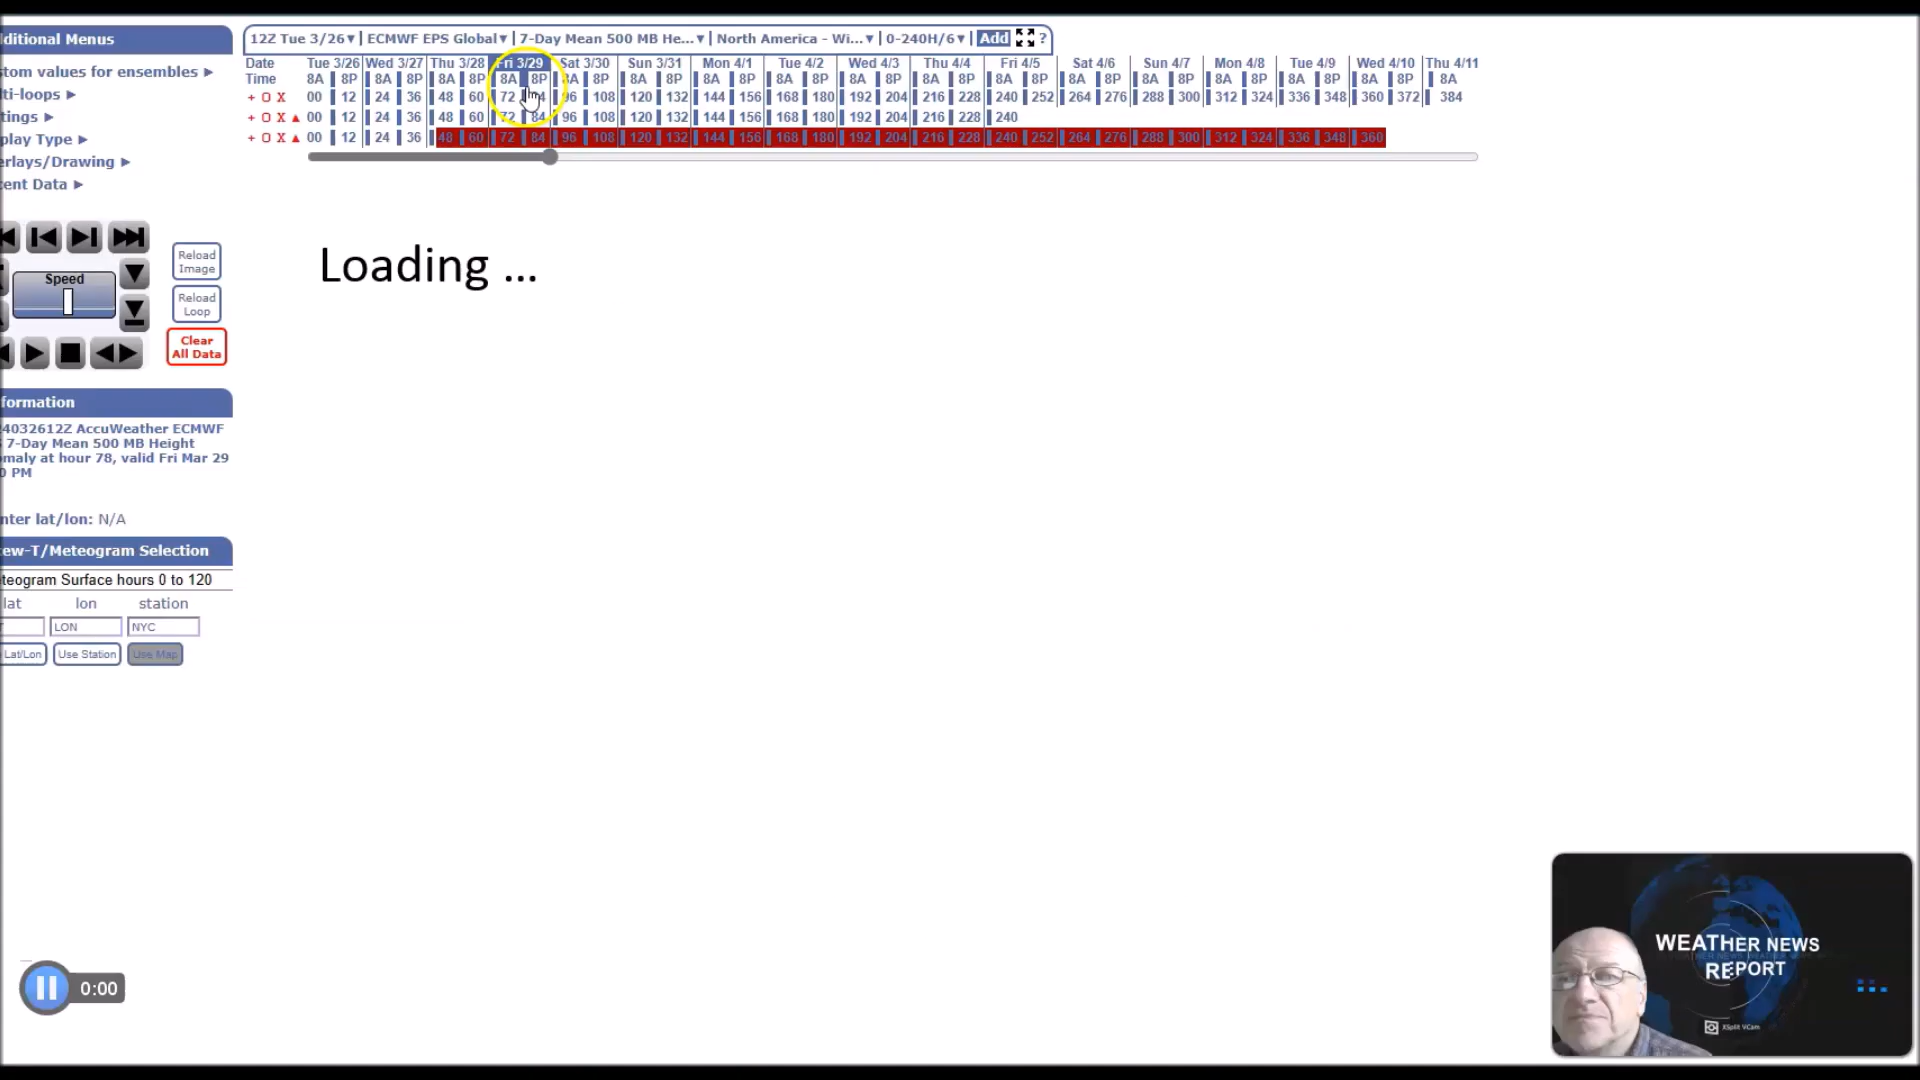 ditional Menus
tom values for ensembles ▶
ti-loops ▶
tings ▶
play Type ▶
erlays/Drawing ▶
cent Data ▶
Speed
Reload
Image
Reload
Loop
Clear
All Data
formation
4032612Z AccuWeather ECMWF
7-Day Mean 500 MB Height
maly at hour 78, valid Fri Mar 29
0 PM
nter lat/lon: N/A
ew-T/Meteogram Selection
teogram Surface hours 0 to 120
lat lon station
LON NYC
Lat/Lon Use Station Use Map
12Z Tue 3/26▼| ECMWF EPS Global▼| 7-Day Mean 500 MB He...▼| North America - Wi...▼| 0-240H/6▼| Add ?
Date Tue 3/26 Wed 3/27 Thu 3/28 Fri 3/29 Sat 3/30 Sun 3/31 Mon 4/1 Tue 4/2 Wed 4/3 Thu 4/4 Fri 4/5 Sat 4/6 Sun 4/7 Mon 4/8 Tue 4/9 Wed 4/10 Thu 4/11
Time 8A 8P 8A 8P 8A 8P 8A 8P 8A 8P 8A 8P 8A 8P 8A 8P 8A 8P 8A 8P 8A 8P 8A 8P 8A 8P 8A 8P 8A 8P 8A 8P 8A
+ O X 00 12 24 36 48 60 72 96 108 120 132 144 156 168 180 192 204 216 228 240 252 264 276 288 300 312 324 336 348 360 372 384
+ O X ▲ 00 12 24 36 48 60 72 84 96 108 120 132 144 156 168 180 192 204 216 228 240
+ O X ▲ 00 12 24 36 48 60 72 84 96 108 120 132 144 156 168 180 192 204 216 228 240 252 264 276 288 300 312 324 336 348 360
Loading ...
0:00
WEATHER NEWS
REPORT
XSplit VCam